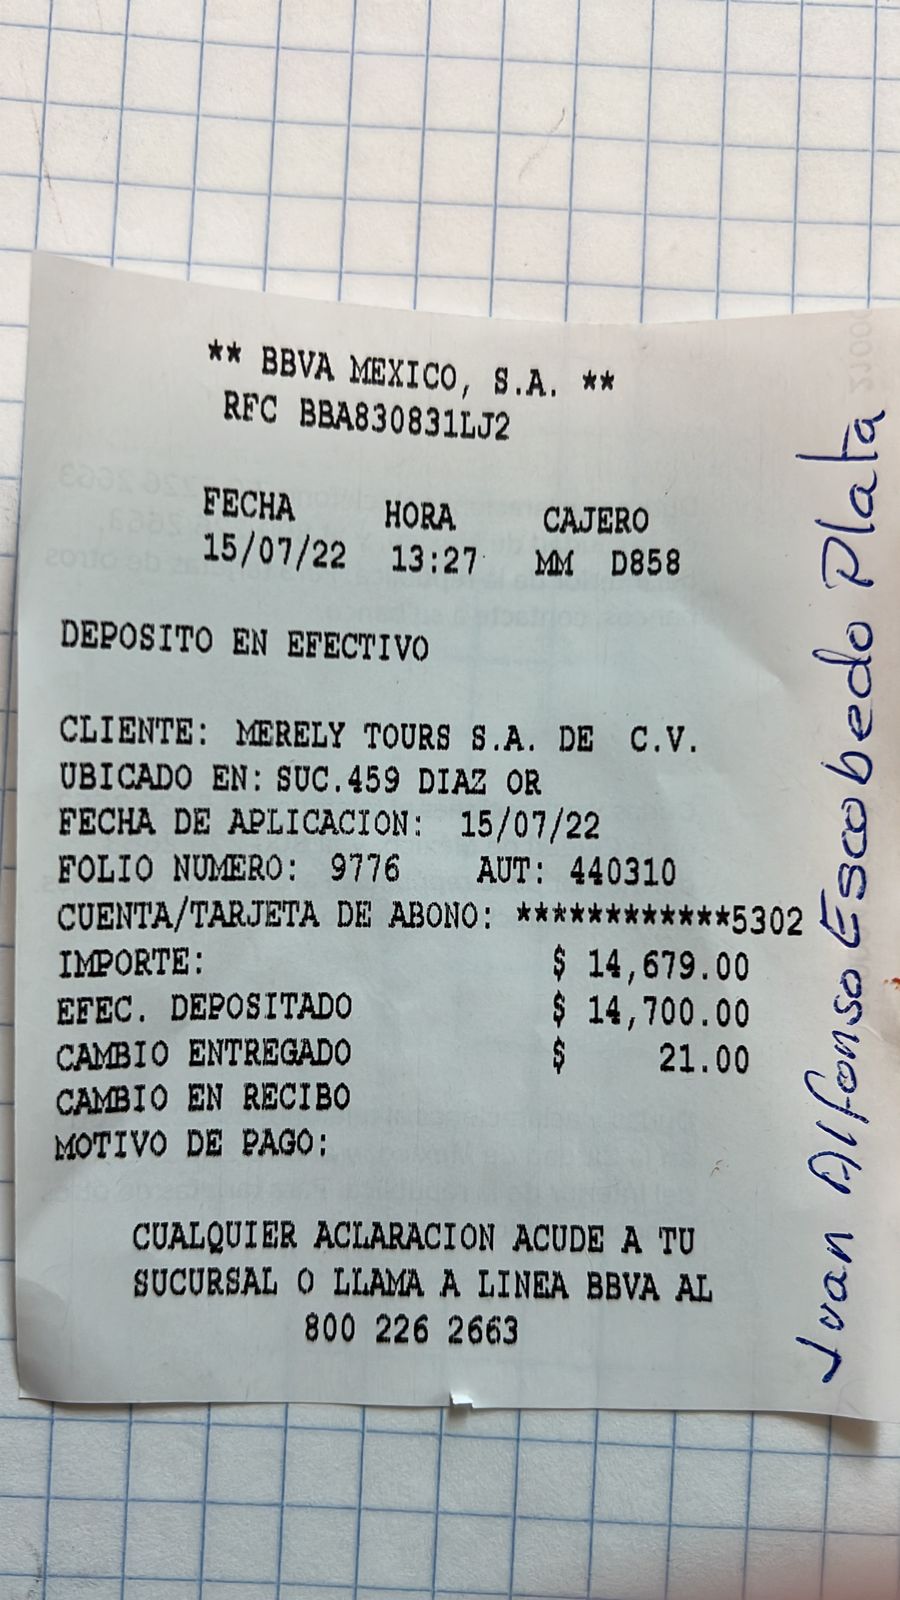 ** BBVA MEXICO, S.A. **
RFC BBA830831LJ2
FECHA HORA CAJERO
15/07/22 13:27 MM D858
DEPOSITO EN EFECTIVO
CLIENTE: MERELY TOURS S.A. DE C.V.
UBICADO EN: SUC.459 DIAZ OR
FECHA DE APLICACION: 15/07/22
FOLIO NUMERO: 9776 AUT: 440310
CUENTA/TARJETA DE ABONO: ************5302
IMPORTE: $ 14,679.00
EFEC. DEPOSITADO $ 14,700.00
CAMBIO ENTREGADO $ 21.00
CAMBIO EN RECIBO
MOTIVO DE PAGO:
CUALQUIER ACLARACION ACUDE A TU
SUCURSAL O LLAMA A LINEA BBVA AL
800 226 2663
Juan Alfonso Escobedo Plata